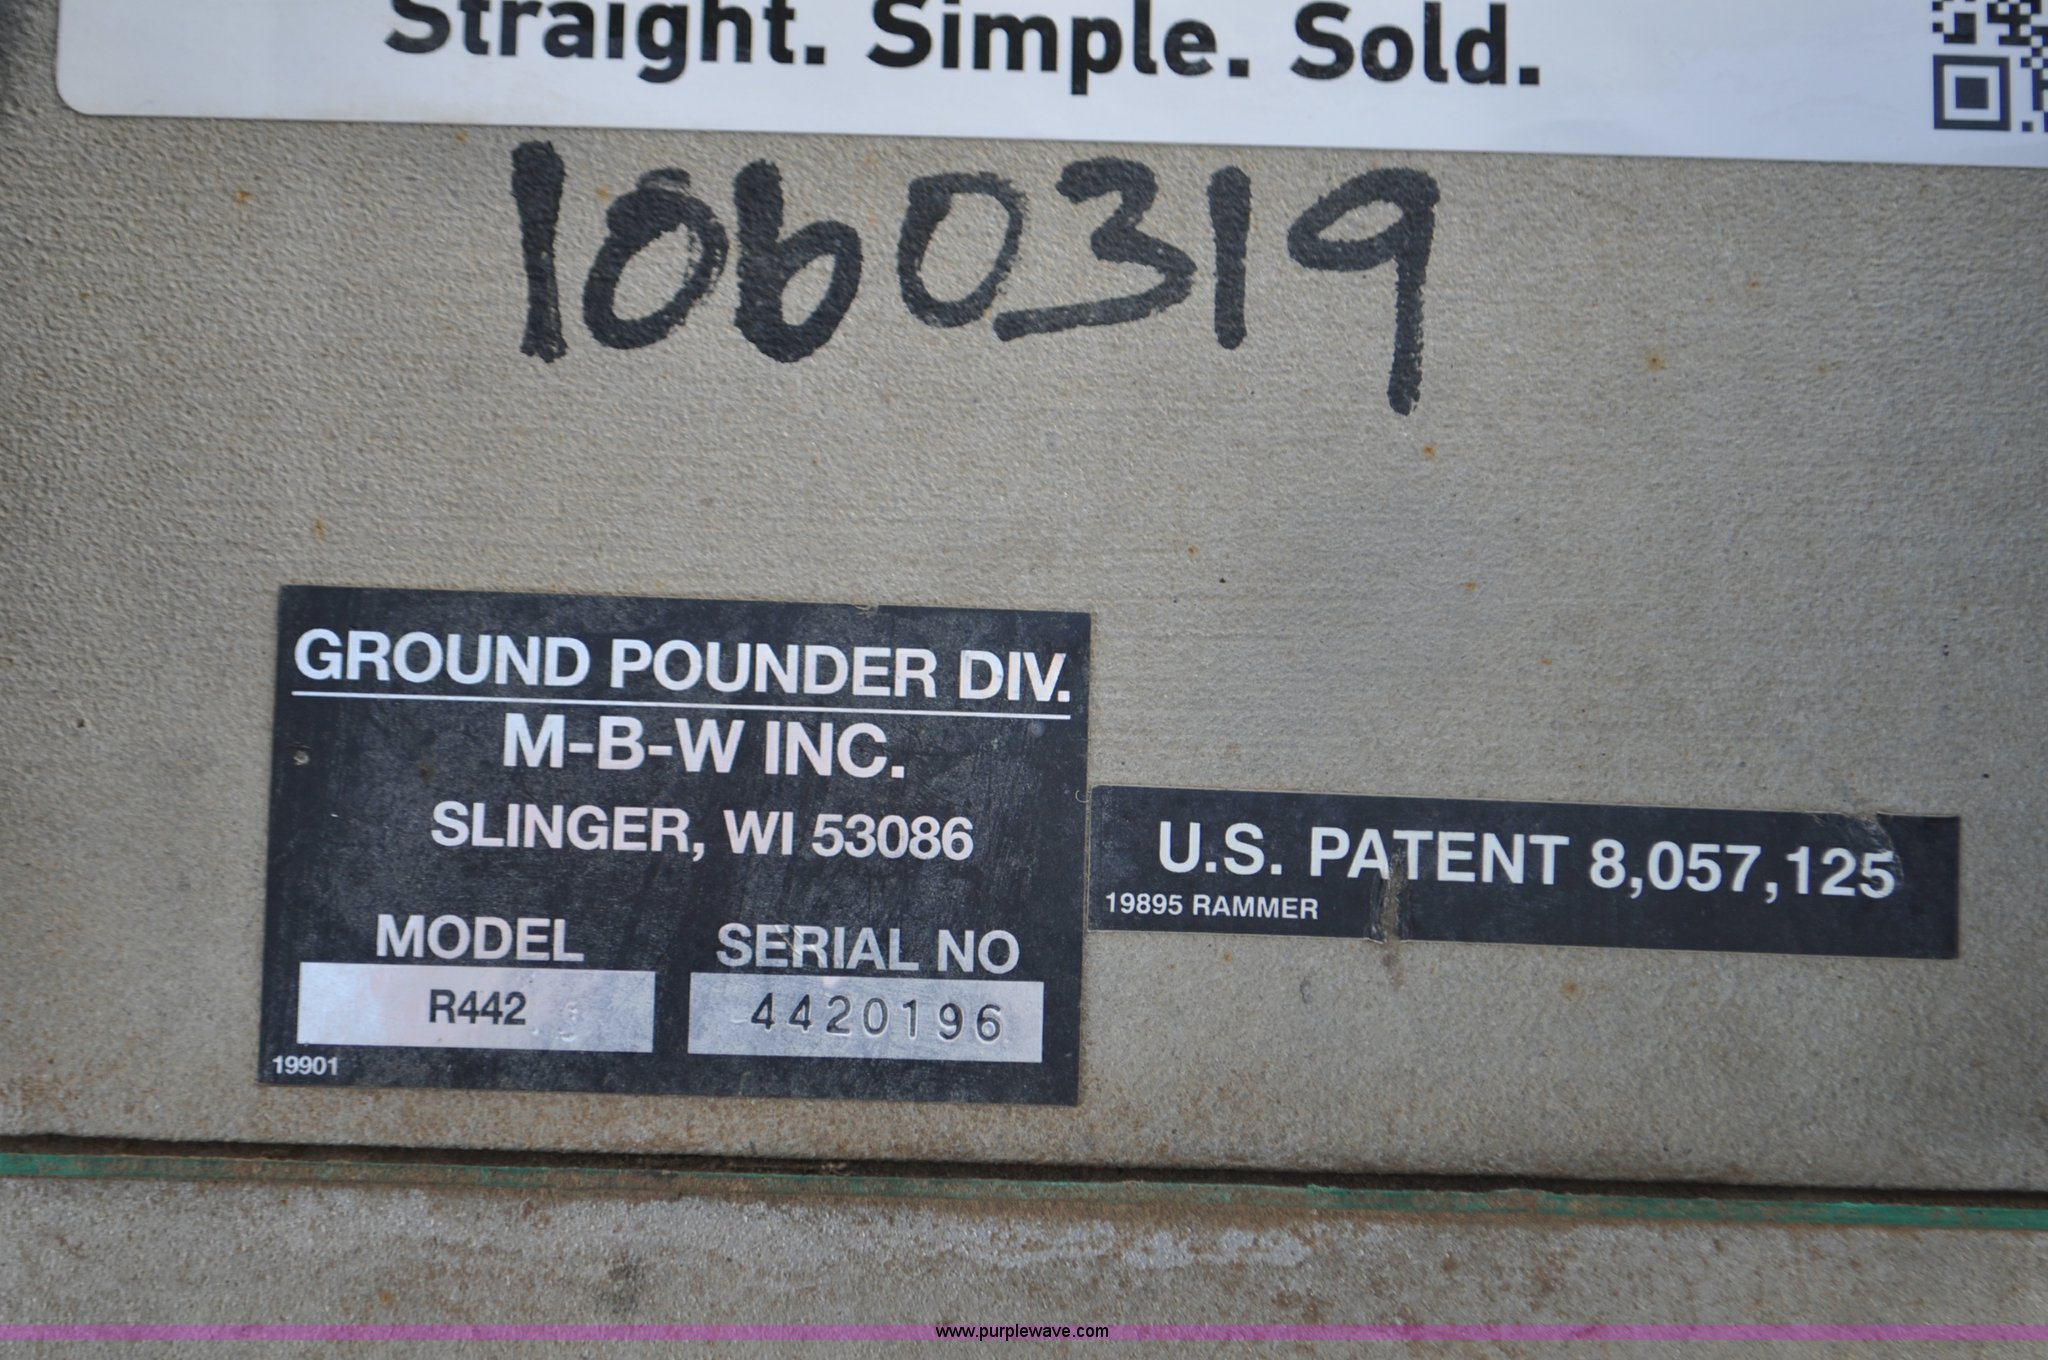 Straight. Simple. Sold.
1060319
GROUND POUNDER DIV.
M-B-W INC.
SLINGER, WI 53086
MODEL
SERIAL NO
R442
4420196
19901
U.S. PATENT 8,057,125
19895 RAMMER
www.purplewave.com